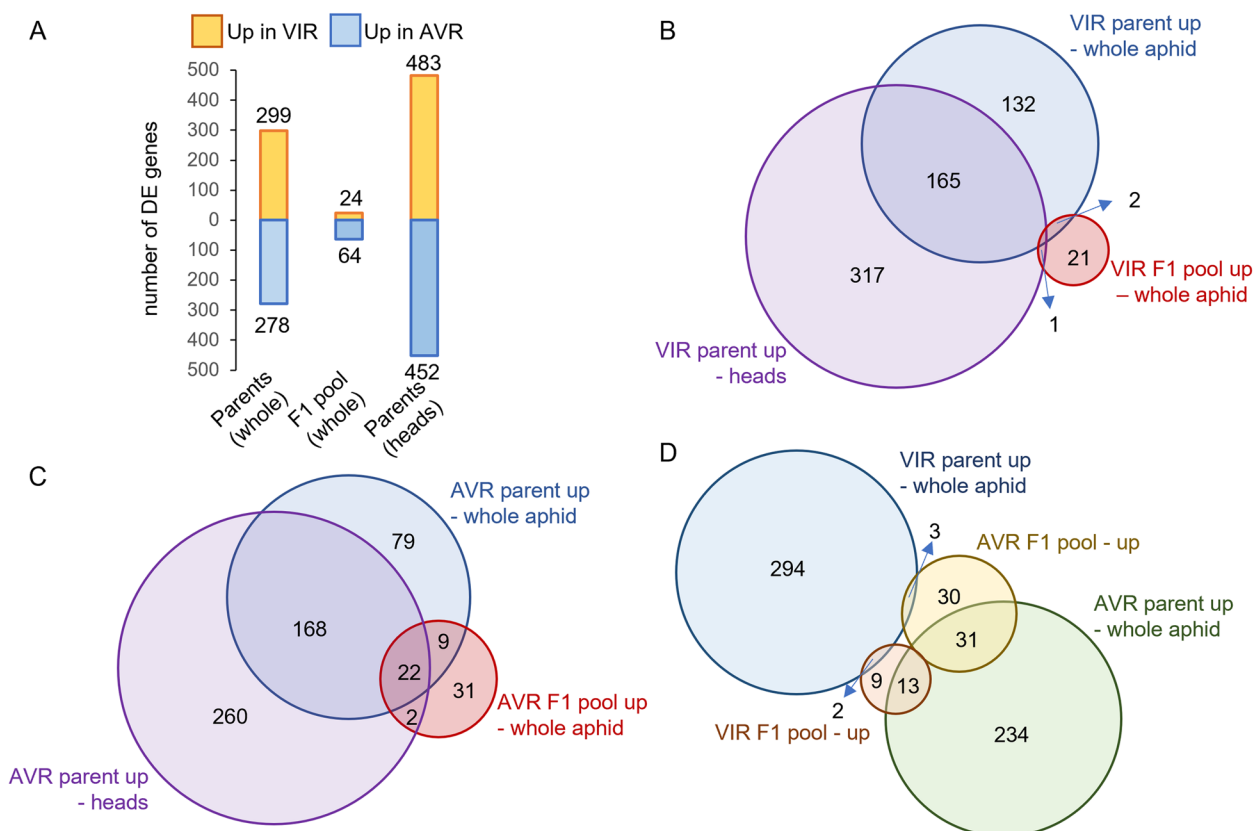 A
Up in VIR
Up in AVR
number of DE genes
500
400
300
200
100
0
100
200
300
400
500
299
278
24
64
483
452
Parents
(whole)
F1 pool
(whole)
Parents
(heads)
B
VIR parent up
- whole aphid
132
165
2
21
317
1
VIR F1 pool up
– whole aphid
VIR parent up
- heads
C
AVR parent up
- whole aphid
79
168
9
22
31
2
260
AVR F1 pool up
- whole aphid
AVR parent up
- heads
D
VIR parent up
- whole aphid
294
3
AVR F1 pool - up
30
31
AVR parent up
- whole aphid
9
13
2
VIR F1 pool - up
234